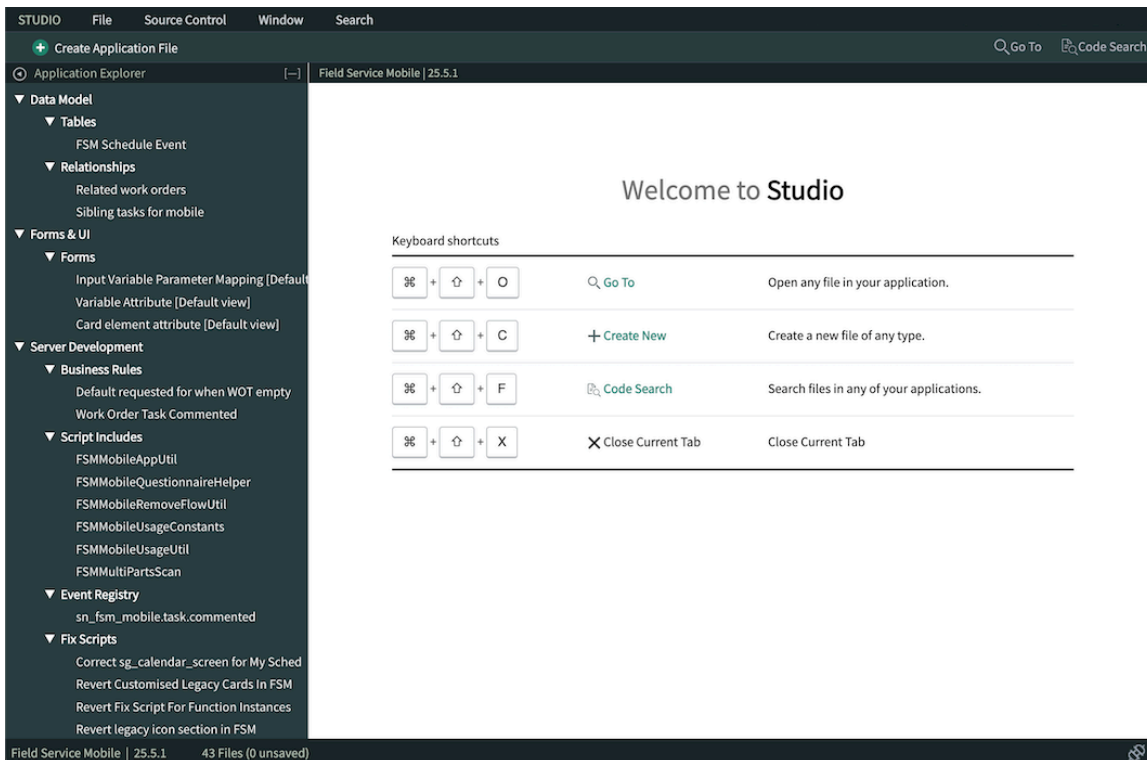 STUDIO File Source Control Window Search
Create Application File Go To Code Search
Application Explorer [—] Field Service Mobile | 25.5.1
Data Model
Tables
FSM Schedule Event
Relationships
Related work orders
Sibling tasks for mobile
Forms & UI
Forms
Input Variable Parameter Mapping [Default
Variable Attribute [Default view]
Card element attribute [Default view]
Server Development
Business Rules
Default requested for when WOT empty
Work Order Task Commented
Script Includes
FSMMobileAppUtil
FSMMobileQuestionnaireHelper
FSMMobileRemoveFlowUtil
FSMMobileUsageConstants
FSMMobileUsageUtil
FSMMultiPartsScan
Event Registry
sn_fsm_mobile.task.commented
Fix Scripts
Correct sg_calendar_screen for My Sched
Revert Customised Legacy Cards In FSM
Revert Fix Script For Function Instances
Revert legacy icon section in FSM
Welcome to Studio
Keyboard shortcuts
⌘ + ⇧ + O Go To Open any file in your application.
⌘ + ⇧ + C Create New Create a new file of any type.
⌘ + ⇧ + F Code Search Search files in any of your applications.
⌘ + ⇧ + X Close Current Tab Close Current Tab
Field Service Mobile | 25.5.1 43 Files (0 unsaved)